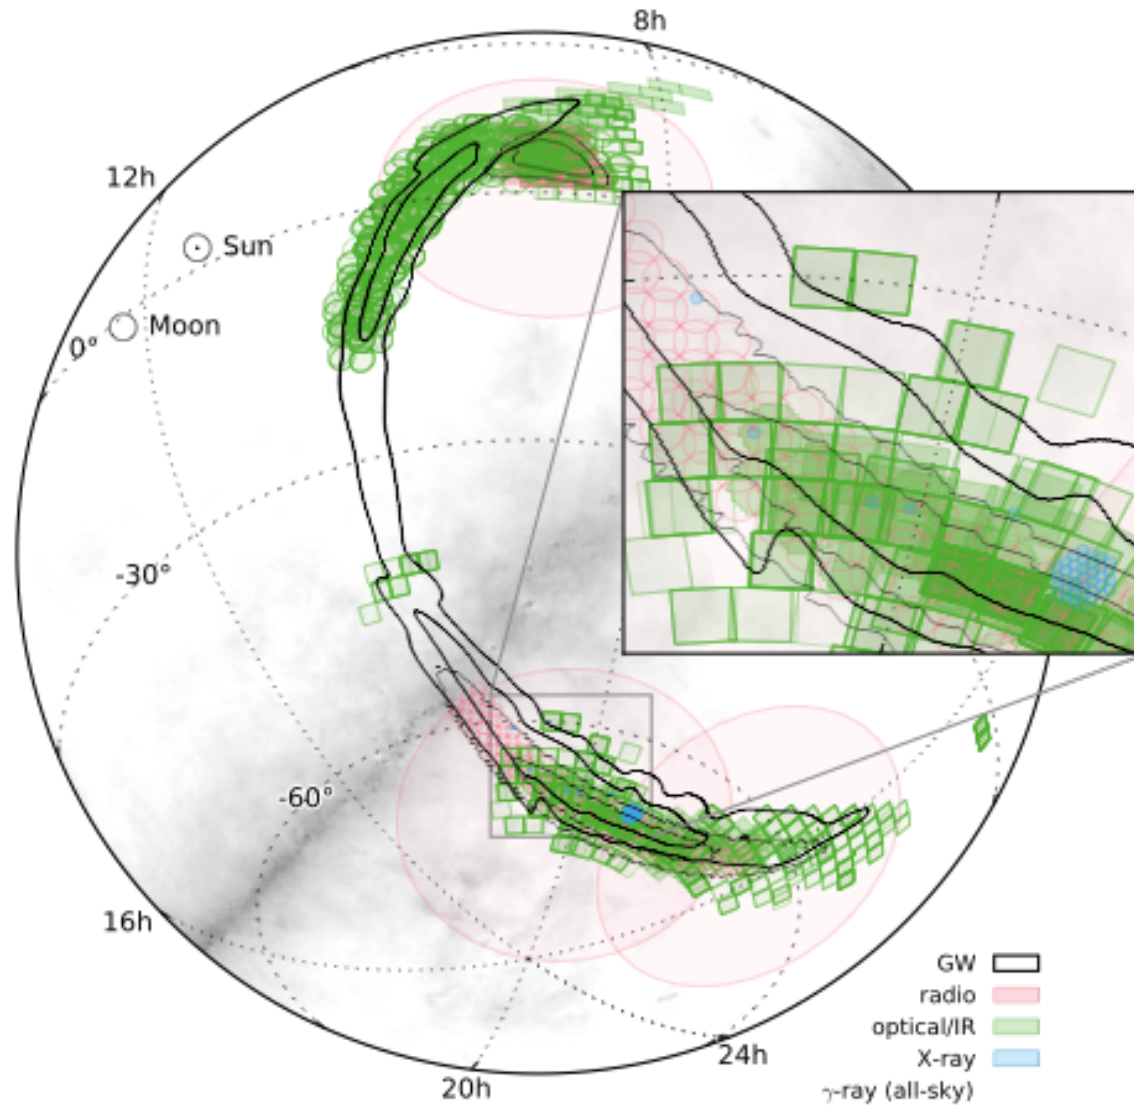 8h
12h
Sun
Moon
0°
-30°
-60°
16h
20h
24h
GW
radio
optical/IR
X-ray
γ-ray (all-sky)